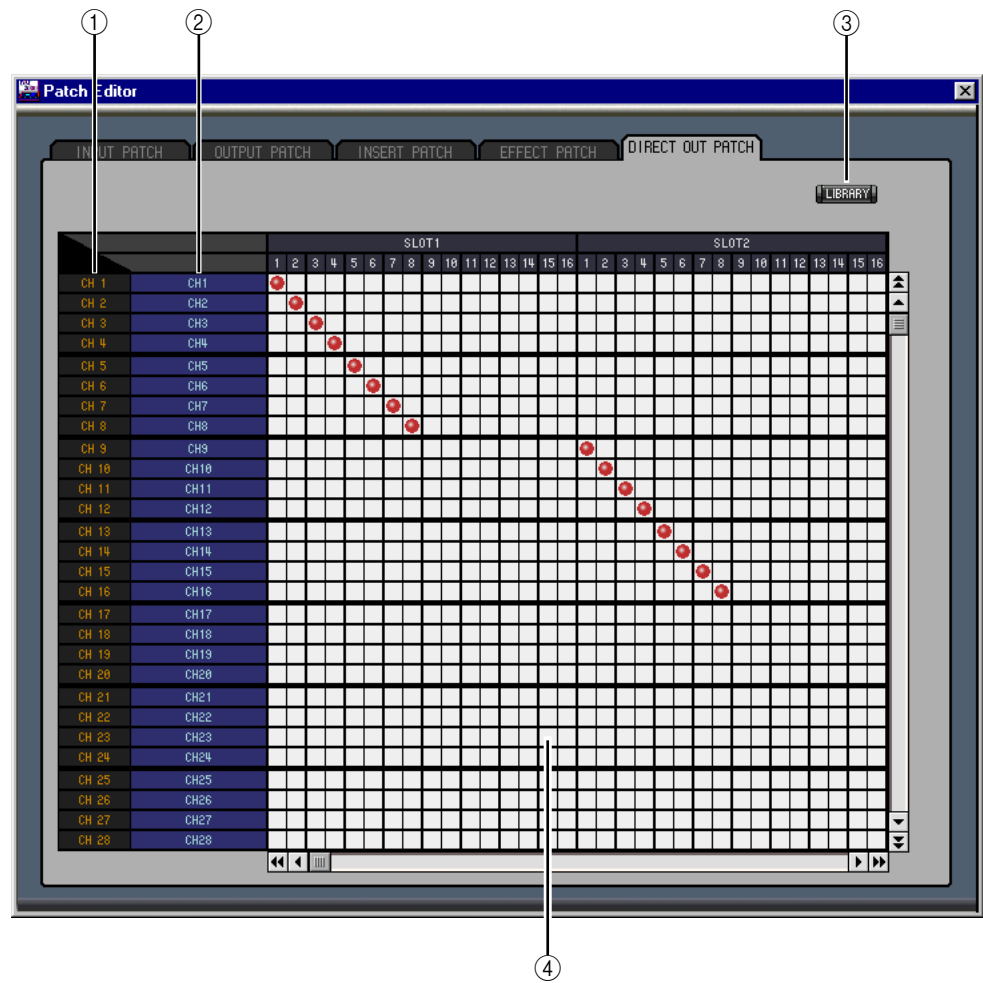 ① ② ③
Patch Editor
INPUT PATCH OUTPUT PATCH INSERT PATCH EFFECT PATCH DIRECT OUT PATCH
LIBRARY
SLOT1 SLOT2
1 2 3 4 5 6 7 8 9 10 11 12 13 14 15 16 1 2 3 4 5 6 7 8 9 10 11 12 13 14 15 16
CH 1 CH1
CH 2 CH2
CH 3 CH3
CH 4 CH4
CH 5 CH5
CH 6 CH6
CH 7 CH7
CH 8 CH8
CH 9 CH9
CH 10 CH10
CH 11 CH11
CH 12 CH12
CH 13 CH13
CH 14 CH14
CH 15 CH15
CH 16 CH16
CH 17 CH17
CH 18 CH18
CH 19 CH19
CH 20 CH20
CH 21 CH21
CH 22 CH22
CH 23 CH23
CH 24 CH24
CH 25 CH25
CH 26 CH26
CH 27 CH27
CH 28 CH28
④